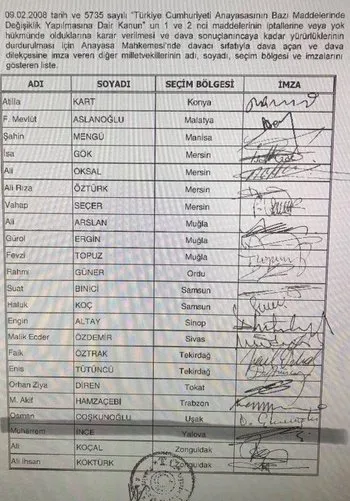 09.02.2008 tarih ve 5735 sayılı "Türkiye Cumhuriyeti Anayasasının Bazı Maddelerinde
Değişiklik Yapılmasına Dair Kanun" un 1 ve 2 nci maddelerinin iptallerine veya yok
hükmünde olduklarına karar verilmesi ve dava sonuçlanıncaya kadar yürürlüklerinin
durdurulması için Anayasa Mahkemesi'nde davacı sıfatıyla dava açan ve dava
dilekçesine imza veren diğer milletvekillerinin adı, soyadı, seçim bölgesi ve imzalarını
gösteren liste.
ADI SOYADI SEÇİM BÖLGESİ İMZA
Atilla KART Konya
F. Mevlüt ASLANOĞLU Malatya
Şahin MENGÜ Manisa
İsa GÖK Mersin
Ali OKSAL Mersin
Ali Rıza ÖZTÜRK Mersin
Vahap SEÇER Mersin
Ali ARSLAN Muğla
Gürol ERGİN Muğla
Fevzi TOPUZ Muğla
Rahmi GÜNER Ordu
Suat BİNİCİ Samsun
Haluk KOÇ Samsun
Engin ALTAY Sinop
Malik Ecder ÖZDEMİR Sivas
Faik ÖZTRAK Tekirdağ
Enis TÜTÜNCÜ Tekirdağ
Orhan Ziya DİREN Tokat
M. Akif HAMZAÇEBİ Trabzon
Osman COŞKUNOĞLU Uşak
Muharrem İNCE Yalova
Ali KOÇAL Zonguldak
Ali İhsan KÖKTÜRK Zonguldak